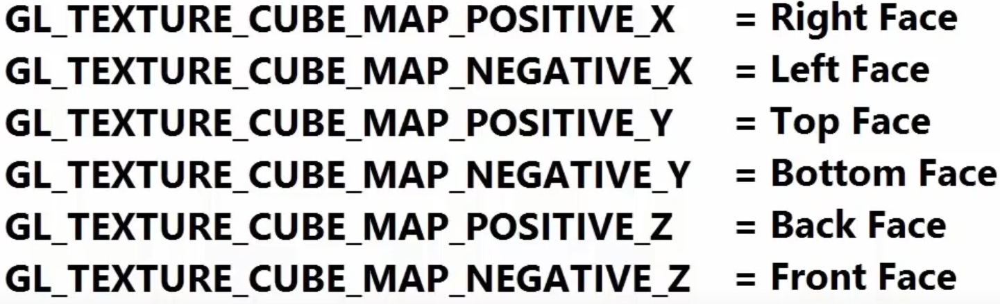 GL_TEXTURE_CUBE_MAP_POSITIVE_X = Right Face
GL_TEXTURE_CUBE_MAP_NEGATIVE_X = Left Face
GL_TEXTURE_CUBE_MAP_POSITIVE_Y = Top Face
GL_TEXTURE_CUBE_MAP_NEGATIVE_Y = Bottom Face
GL_TEXTURE_CUBE_MAP_POSITIVE_Z = Back Face
GL_TEXTURE_CUBE_MAP_NEGATIVE_Z = Front Face